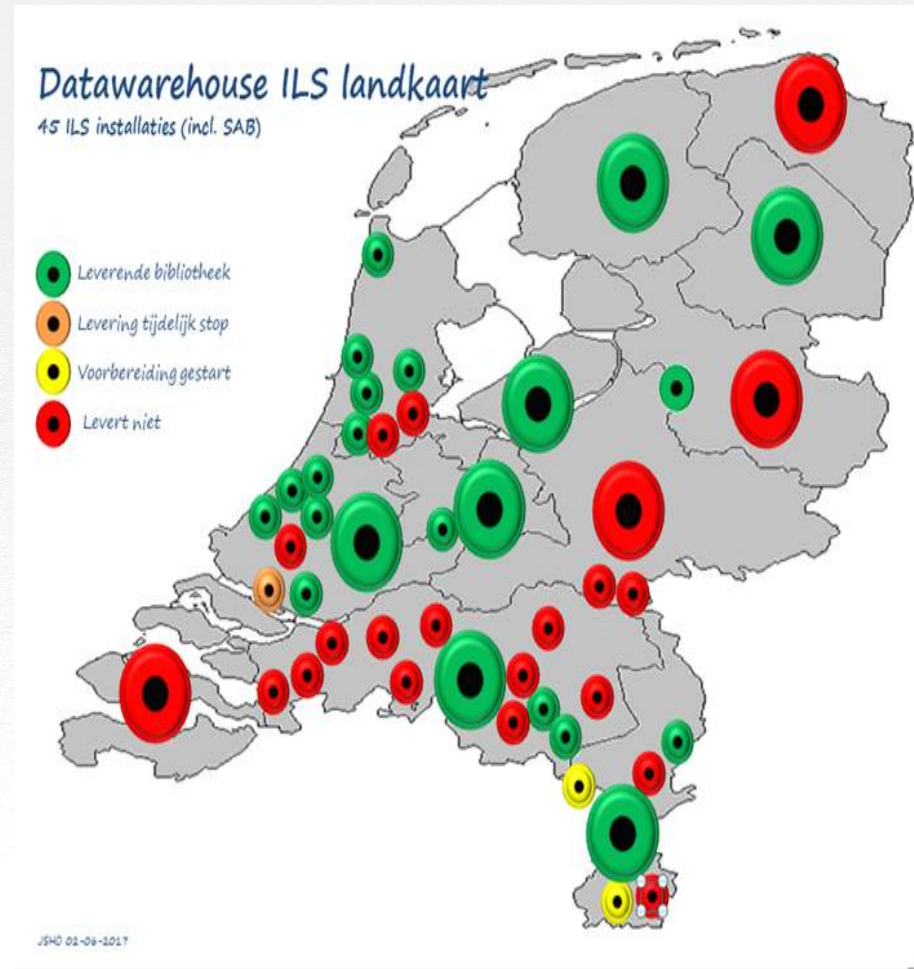 Datawarehouse ILS landkaart
45 ILS installaties (incl. SAB)
Leverende bibliotheek
Levering tijdelijk stop
Voorbereiding gestart
Levert niet
JSHO 02-06-2017